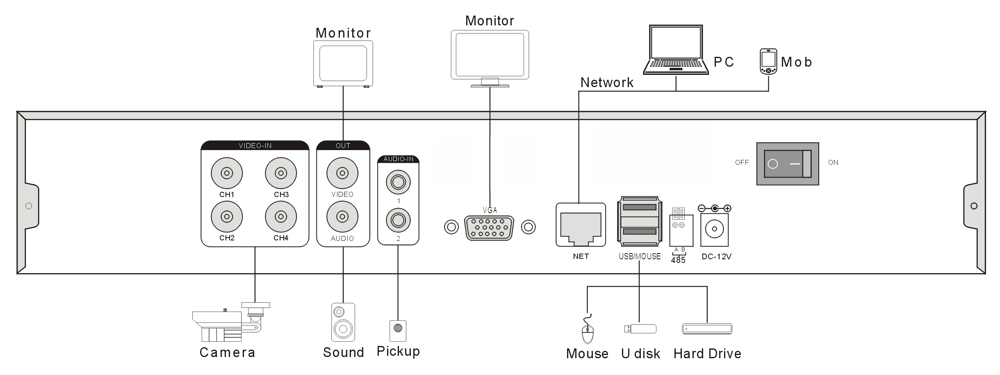 Monitor
Monitor
PC
Mob
Network
VIDEO-IN
OUT
AUDIO-IN
OFF
ON
CH1
CH3
VIDEO
1
VGA
CH2
CH4
AUDIO
2
A B
NET
USB/MOUSE
485
DC-12V
Camera
Sound
Pickup
Mouse
U disk
Hard Drive